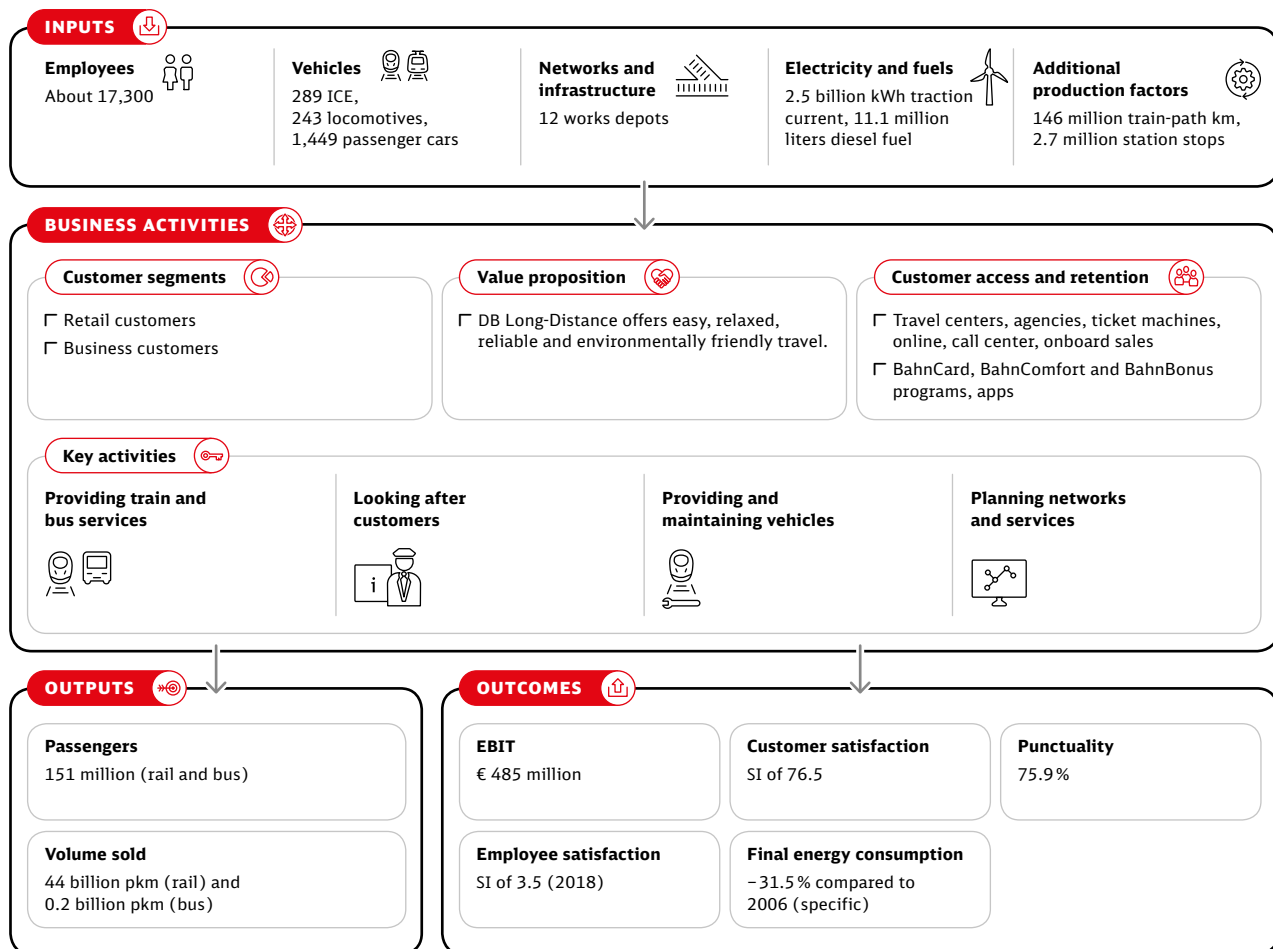 INPUTS
Employees
About 17,300
Vehicles
289 ICE,
243 locomotives,
1,449 passenger cars
Networks and
infrastructure
12 works depots
Electricity and fuels
2.5 billion kWh traction
current, 11.1 million
liters diesel fuel
Additional
production factors
146 million train-path km,
2.7 million station stops
BUSINESS ACTIVITIES
Customer segments
Retail customers
Business customers
Value proposition
DB Long-Distance offers easy, relaxed,
reliable and environmentally friendly travel.
Customer access and retention
Travel centers, agencies, ticket machines,
online, call center, onboard sales
BahnCard, BahnComfort and BahnBonus
programs, apps
Key activities
Providing train and
bus services
Looking after
customers
i
Providing and
maintaining vehicles
Planning networks
and services
OUTPUTS
Passengers
151 million (rail and bus)
Volume sold
44 billion pkm (rail) and
0.2 billion pkm (bus)
OUTCOMES
EBIT
€ 485 million
Customer satisfaction
SI of 76.5
Punctuality
75.9%
Employee satisfaction
SI of 3.5 (2018)
Final energy consumption
–31.5% compared to
2006 (specific)